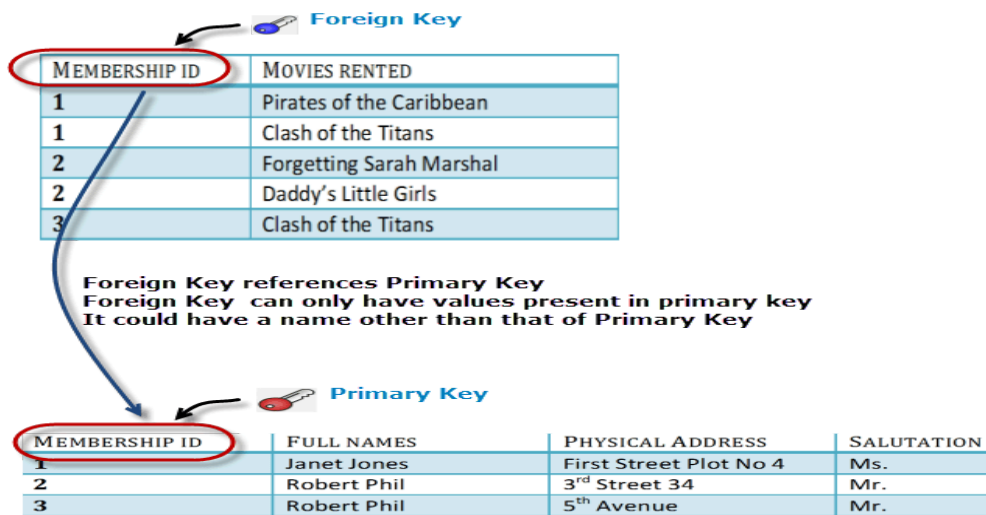 Foreign Key
MEMBERSHIP ID MOVIES RENTED
1 Pirates of the Caribbean
1 Clash of the Titans
2 Forgetting Sarah Marshal
2 Daddy's Little Girls
3 Clash of the Titans
Foreign Key references Primary Key
Foreign Key can only have values present in primary key
It could have a name other than that of Primary Key
Primary Key
MEMBERSHIP ID FULL NAMES PHYSICAL ADDRESS SALUTATION
1 Janet Jones First Street Plot No 4 Ms.
2 Robert Phil 3rd Street 34 Mr.
3 Robert Phil 5th Avenue Mr.